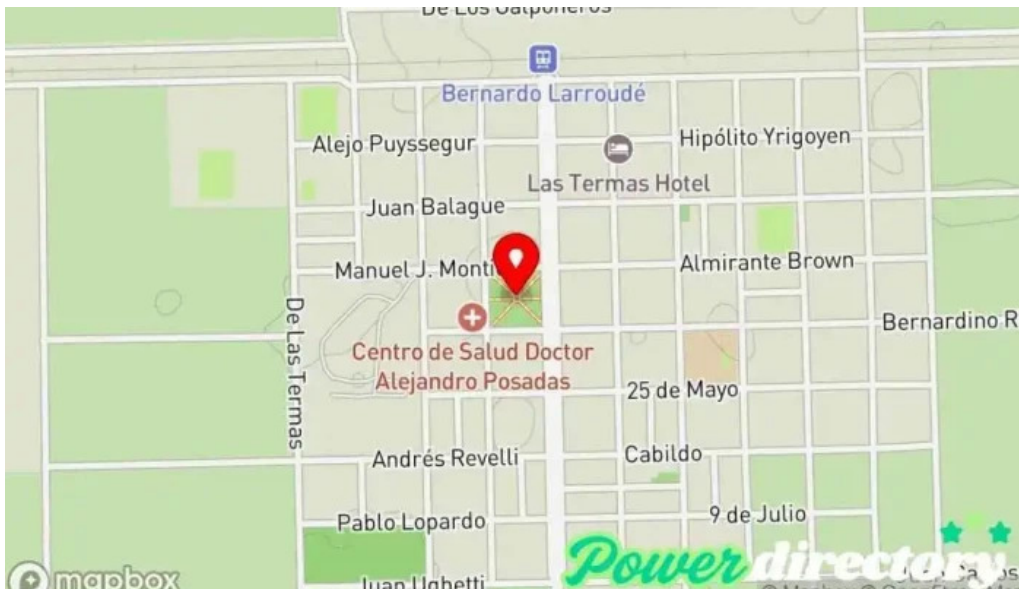 De Los Galponeros
Bernardo Larroudé
Alejo Puyssegur
Hipólito Yrigoyen
Las Termas Hotel
Juan Balague
Manuel J. Monti
Almirante Brown
De Las Termas
Bernardino R
Centro de Salud Doctor
Alejandro Posadas
25 de Mayo
Andrés Revelli
Cabildo
Pablo Lopardo
9 de Julio
Power directory
mapbox
Juan Ughetti